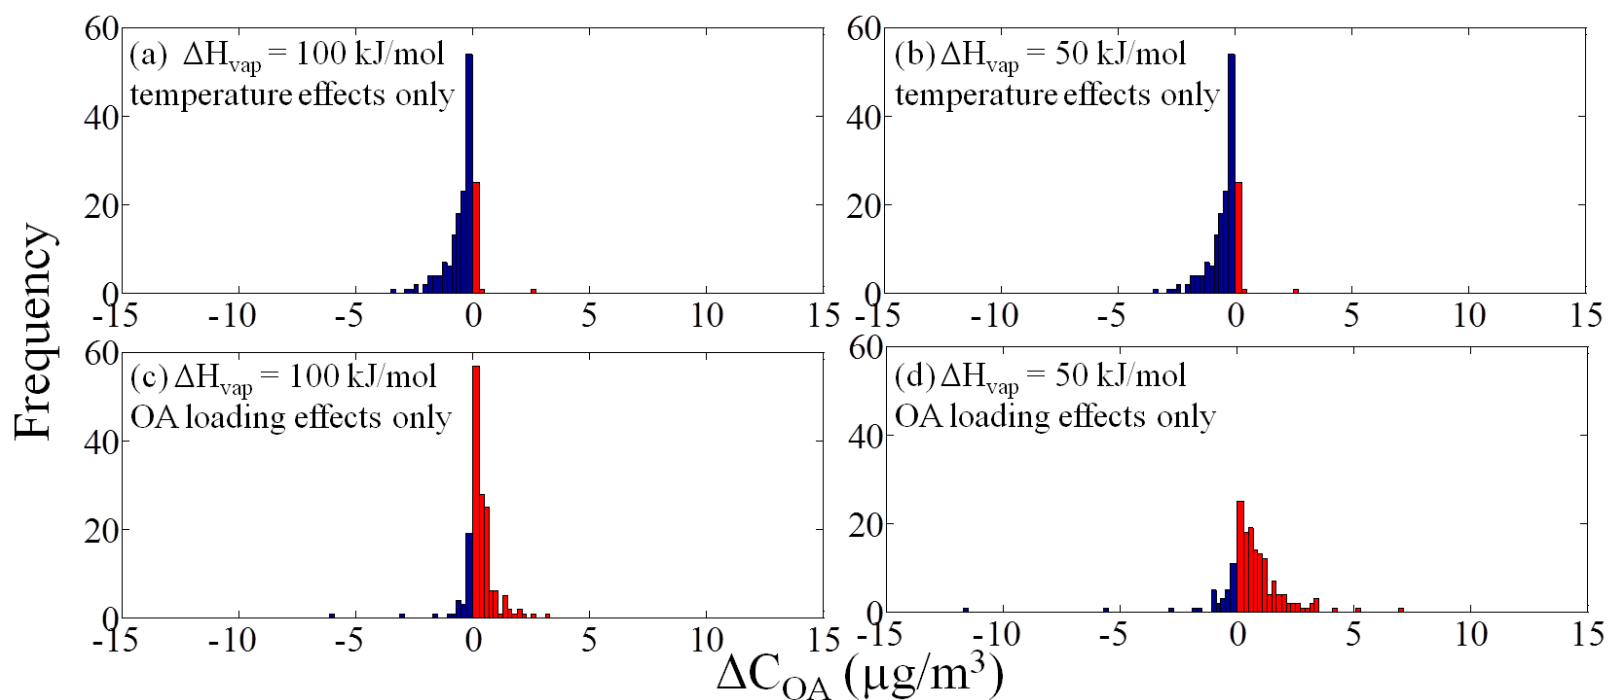 (a) ΔHvap = 100 kJ/mol
temperature effects only
60
40
20
0
-15 -10 -5 0 5 10 15
(b) ΔHvap = 50 kJ/mol
temperature effects only
60
40
20
0
-15 -10 -5 0 5 10 15
Frequency
(c) ΔHvap = 100 kJ/mol
OA loading effects only
60
40
20
0
-15 -10 -5 0 5 10 15
(d) ΔHvap = 50 kJ/mol
OA loading effects only
60
40
20
0
-15 -10 -5 0 5 10 15
ΔCOA (μg/m³)